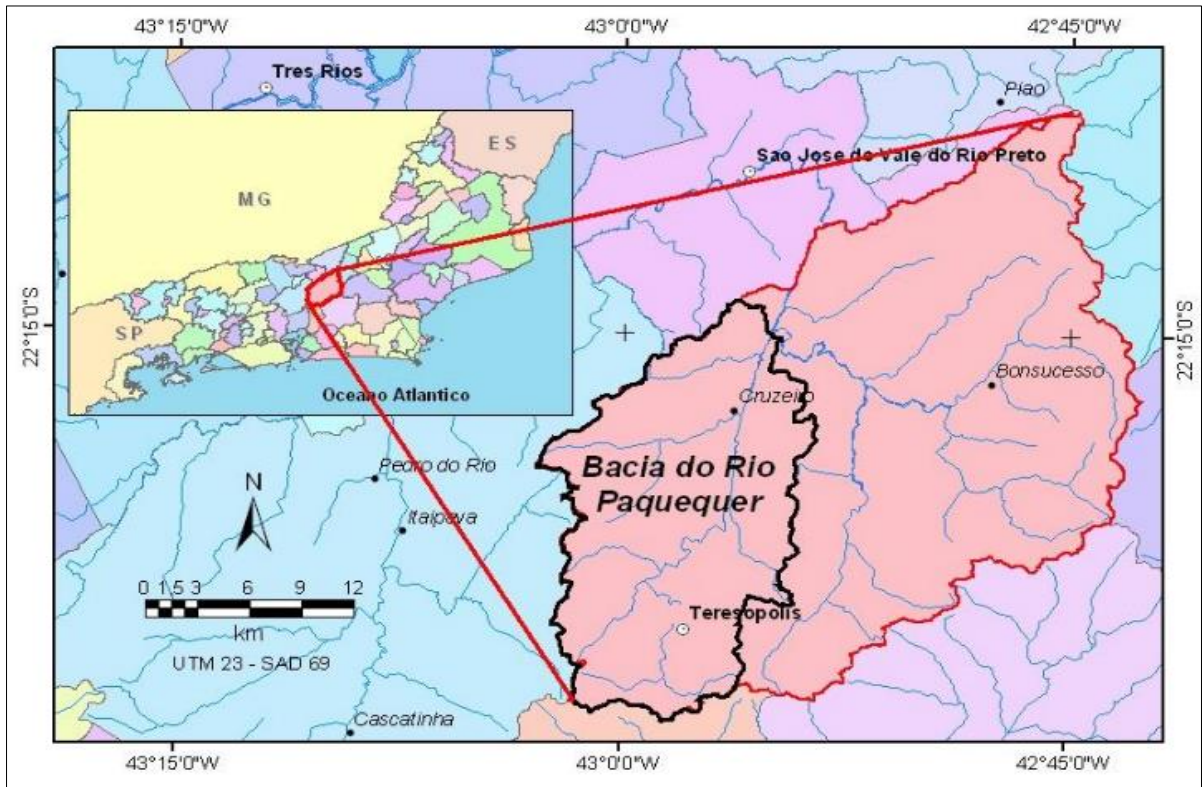 43°15'0"W 43°0'0"W 42°45'0"W
Tres Rios
Piao
Sao Jose do Vale do Rio Preto
ES
MG
SP
Oceano Atlantico
22°15'0"S
22°15'0"S
Bonsucesso
Cruzeiro
Bacia do Rio
Paquequer
Pedro do Rio
Itaipava
N
0 1,5 3 6 9 12
km
UTM 23 - SAD 69
Teresopolis
Cascatinha
43°15'0"W 43°0'0"W 42°45'0"W